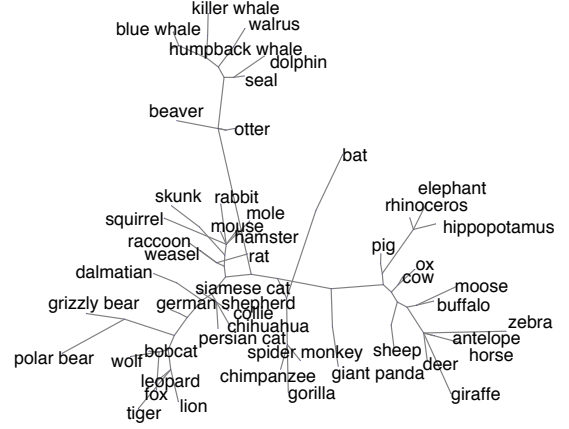 killer whale
blue whale
walrus
humpback whale
dolphin
seal
beaver
otter
bat
elephant
rhinoceros
hippopotamus
skunk
rabbit
mole
squirrel
mouse
hamster
raccoon
weasel
rat
pig
ox
cow
dalmatian
siamese cat
moose
grizzly bear
german shepherd
buffalo
collie
chihuahua
zebra
persian cat
antelope
polar bear
wolf
bobcat
spider monkey
sheep
horse
deer
leopard
chimpanzee
giant panda
fox
gorilla
giraffe
tiger
lion